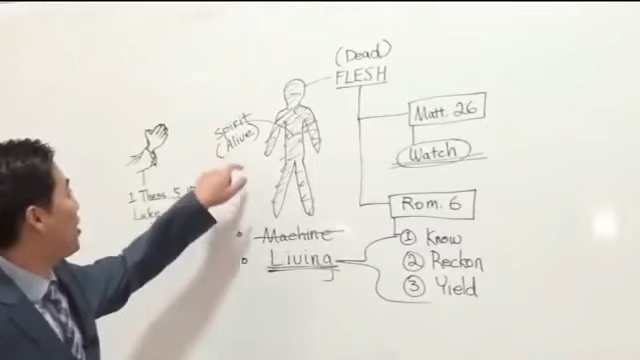 (Dead)
FLESH
Spirit
(Alive)
Matt. 26
Watch
1 Thess 5:
Luke
Rom. 6
Machine
Living
① Know
② Reckon
③ Yield